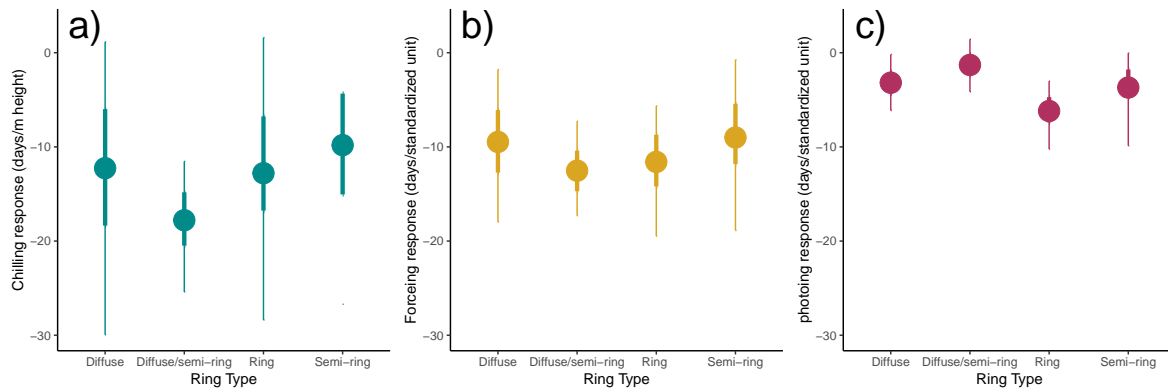 a)
Chilling response (days/m height)
0
−10
−20
−30
Diffuse Diffuse/semi−ring Ring Semi−ring
Ring Type
b)
Forceing response (days/standardized unit)
0
−10
−20
−30
Diffuse Diffuse/semi−ring Ring Semi−ring
Ring Type
c)
photoing response (days/standardized unit)
0
−10
−20
−30
Diffuse Diffuse/semi−ring Ring Semi−ring
Ring Type